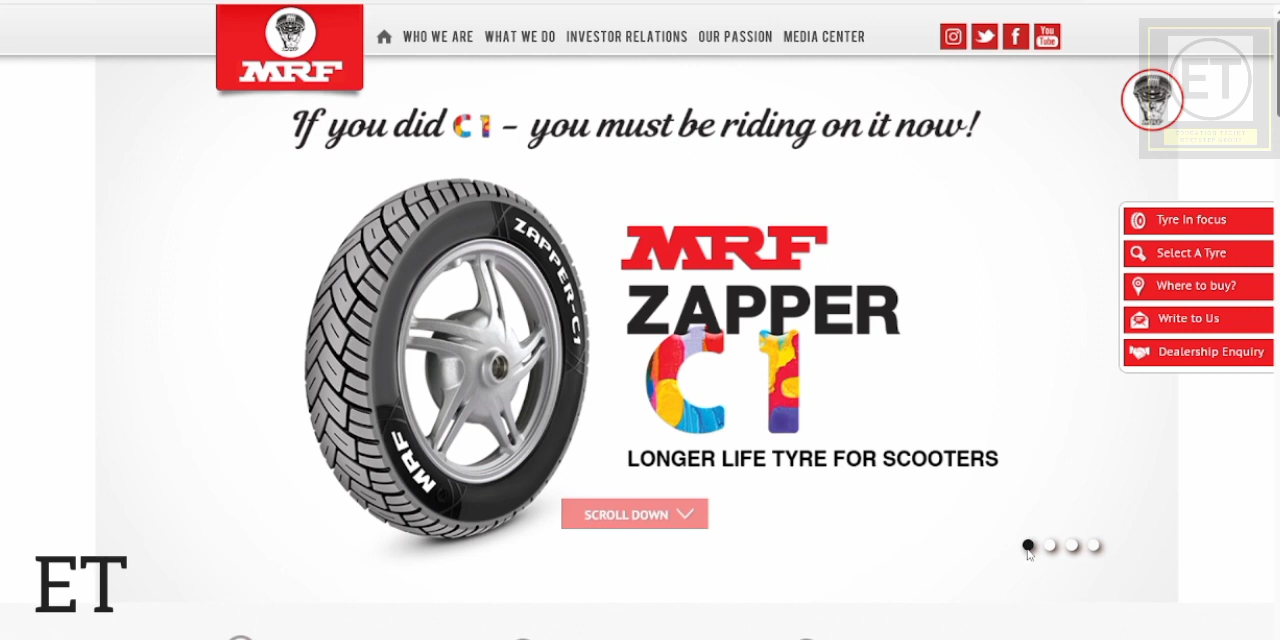 WHO WE ARE WHAT WE DO INVESTOR RELATIONS OUR PASSION MEDIA CENTER
You Tube
MRF
ET
If you did C1 - you must be riding on it now!
ZAPPER-C1
MRF
MRF
ZAPPER
C1
LONGER LIFE TYRE FOR SCOOTERS
SCROLL DOWN
Tyre In focus
Select A Tyre
Where to buy?
Write to Us
Dealership Enquiry
ET